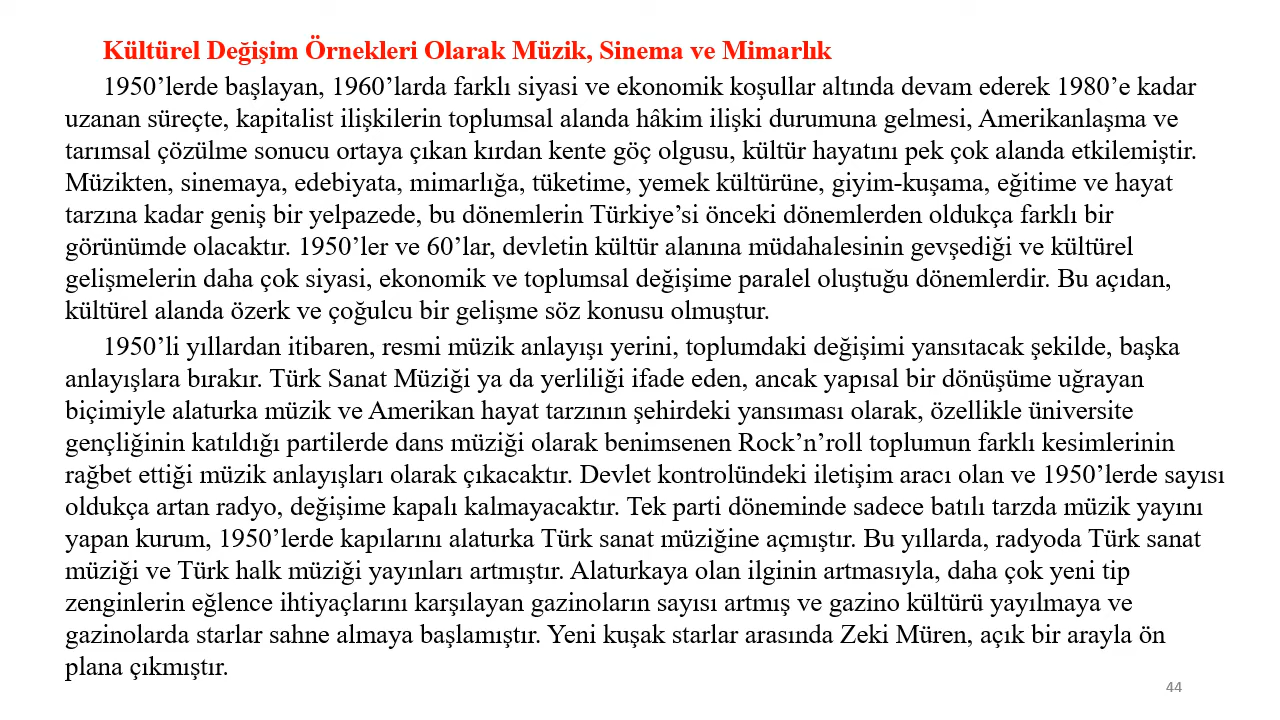 Kültürel Değişim Örnekleri Olarak Müzik, Sinema ve Mimarlık
1950’lerde başlayan, 1960’larda farklı siyasi ve ekonomik koşullar altında devam ederek 1980’e kadar
uzanan süreçte, kapitalist ilişkilerin toplumsal alanda hâkim ilişki durumuna gelmesi, Amerikanlaşma ve
tarımsal çözülme sonucu ortaya çıkan kırdan kente göç olgusu, kültür hayatını pek çok alanda etkilemiştir.
Müzikten, sinemaya, edebiyata, mimarlığa, tüketime, yemek kültürüne, giyim-kuşama, eğitime ve hayat
tarzına kadar geniş bir yelpazede, bu dönemlerin Türkiye’si önceki dönemlerden oldukça farklı bir
görünümde olacaktır. 1950’ler ve 60’lar, devletin kültür alanına müdahalesinin gevşediği ve kültürel
gelişmelerin daha çok siyasi, ekonomik ve toplumsal değişime paralel oluştuğu dönemlerdir. Bu açıdan,
kültürel alanda özerk ve çoğulcu bir gelişme söz konusu olmuştur.
1950’li yıllardan itibaren, resmi müzik anlayışı yerini, toplumdaki değişimi yansıtacak şekilde, başka
anlayışlara bırakır. Türk Sanat Müziği ya da yerliliği ifade eden, ancak yapısal bir dönüşüme uğrayan
biçimiyle alaturka müzik ve Amerikan hayat tarzının şehirdeki yansıması olarak, özellikle üniversite
gençliğinin katıldığı partilerde dans müziği olarak benimsenen Rock’n’roll toplumun farklı kesimlerinin
rağbet ettiği müzik anlayışları olarak çıkacaktır. Devlet kontrolündeki iletişim aracı olan ve 1950’lerde sayısı
oldukça artan radyo, değişime kapalı kalmayacaktır. Tek parti döneminde sadece batılı tarzda müzik yayını
yapan kurum, 1950’lerde kapılarını alaturka Türk sanat müziğine açmıştır. Bu yıllarda, radyoda Türk sanat
müziği ve Türk halk müziği yayınları artmıştır. Alaturkaya olan ilginin artmasıyla, daha çok yeni tip
zenginlerin eğlence ihtiyaçlarını karşılayan gazinoların sayısı artmış ve gazino kültürü yayılmaya ve
gazinolarda starlar sahne almaya başlamıştır. Yeni kuşak starlar arasında Zeki Müren, açık bir arayla ön
plana çıkmıştır.
44